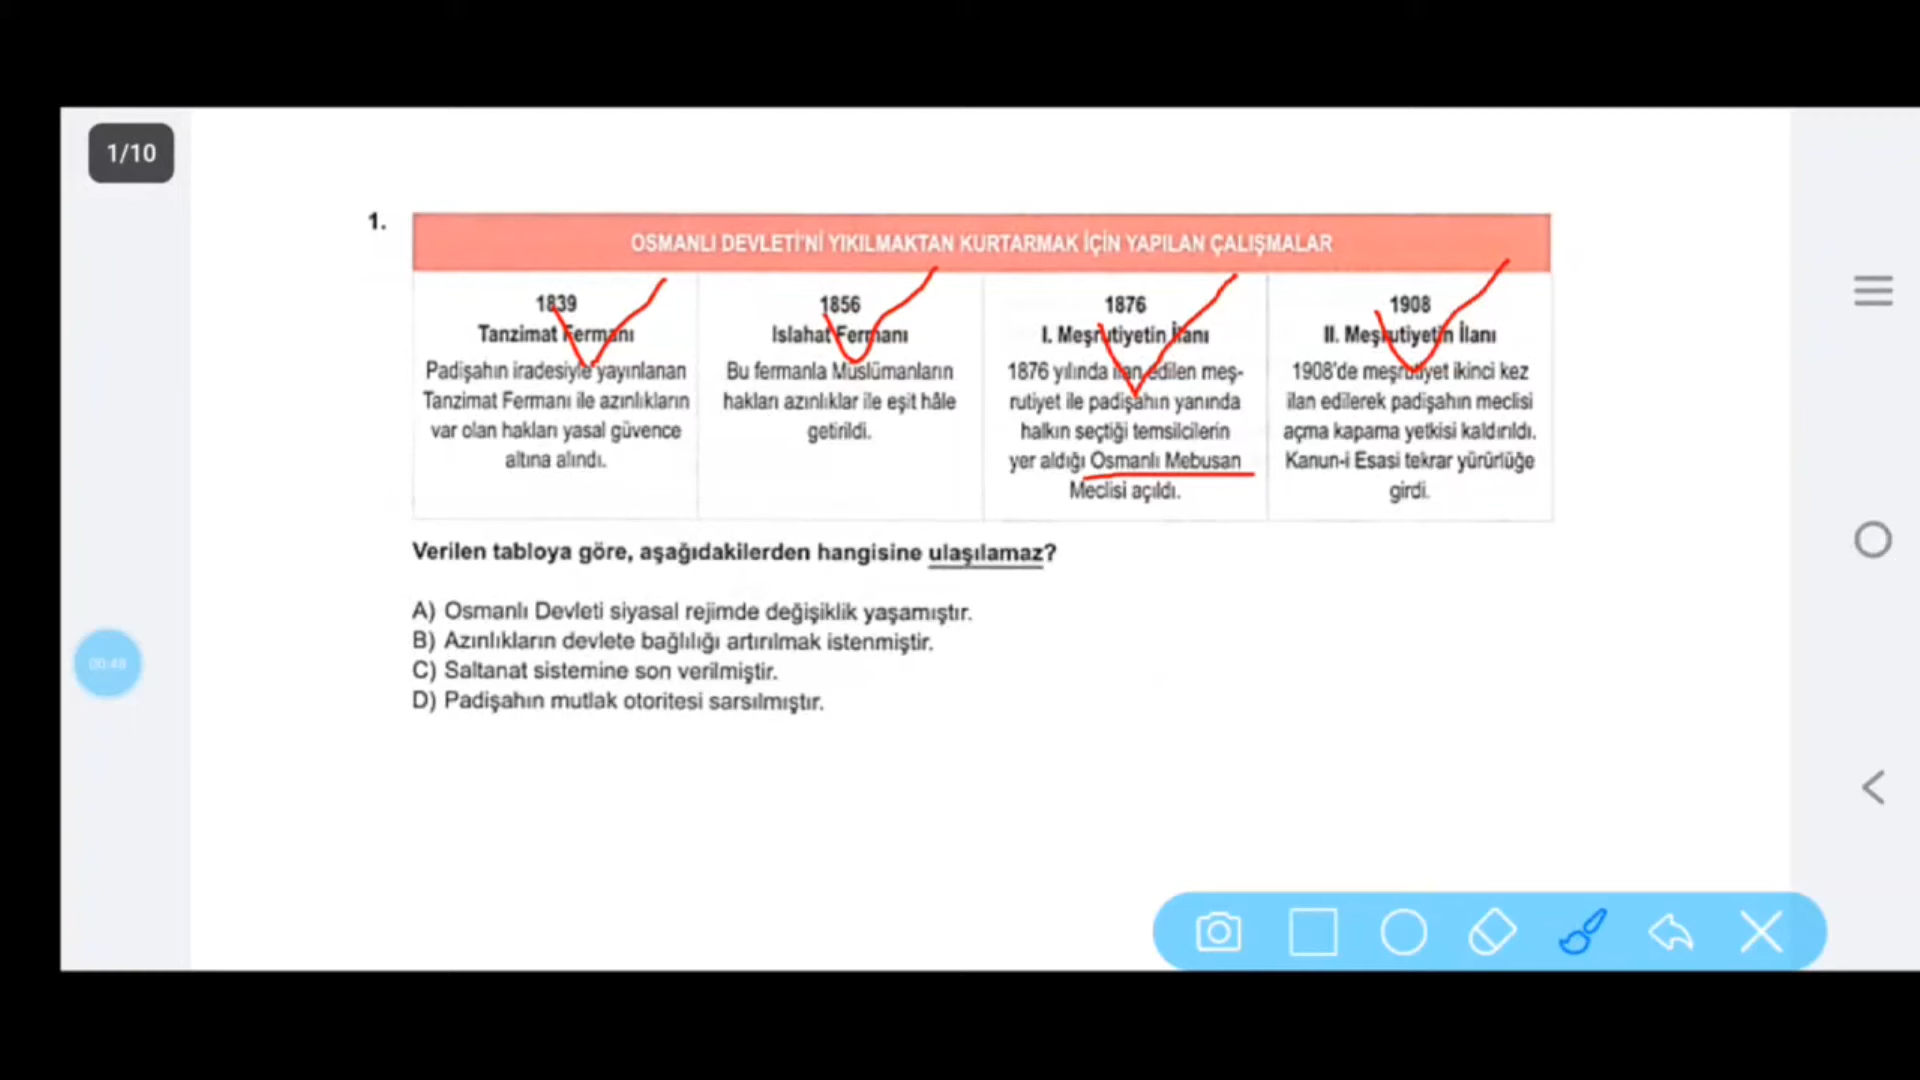 1/10
1.
OSMANLI DEVLETİ'Nİ YIKILMAKTAN KURTARMAK İÇİN YAPILAN ÇALIŞMALAR
1839
Tanzimat Fermanı
Padişahın iradesiyle yayınlanan
Tanzimat Fermanı ile azınlıkların
var olan hakları yasal güvence
altına alındı.
1856
Islahat Fermanı
Bu fermanla Müslümanların
hakları azınlıklar ile eşit hâle
getirildi.
1876
I. Meşrutiyetin İlanı
1876 yılında ilan edilen meş-
rutiyet ile padişahın yanında
halkın seçtiği temsilcilerin
yer aldığı Osmanlı Mebusan
Meclisi açıldı.
1908
II. Meşrutiyetin İlanı
1908'de meşrutiyet ikinci kez
ilan edilerek padişahın meclisi
açma kapama yetkisi kaldırıldı.
Kanun-i Esasi tekrar yürürlüğe
girdi.
Verilen tabloya göre, aşağıdakilerden hangisine ulaşılamaz?
A) Osmanlı Devleti siyasal rejimde değişiklik yaşamıştır.
B) Azınlıkların devlete bağlılığı artırılmak istenmiştir.
C) Saltanat sistemine son verilmiştir.
D) Padişahın mutlak otoritesi sarsılmıştır.